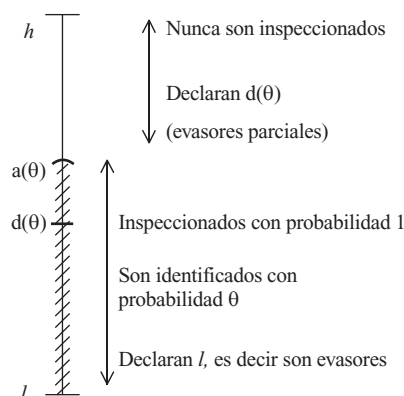 h
Nunca son inspeccionados
Declaran d(θ)
(evasores parciales)
a(θ)
d(θ)
Inspeccionados con probabilidad 1
Son identificados con
probabilidad θ
Declaran l, es decir son evasores
l